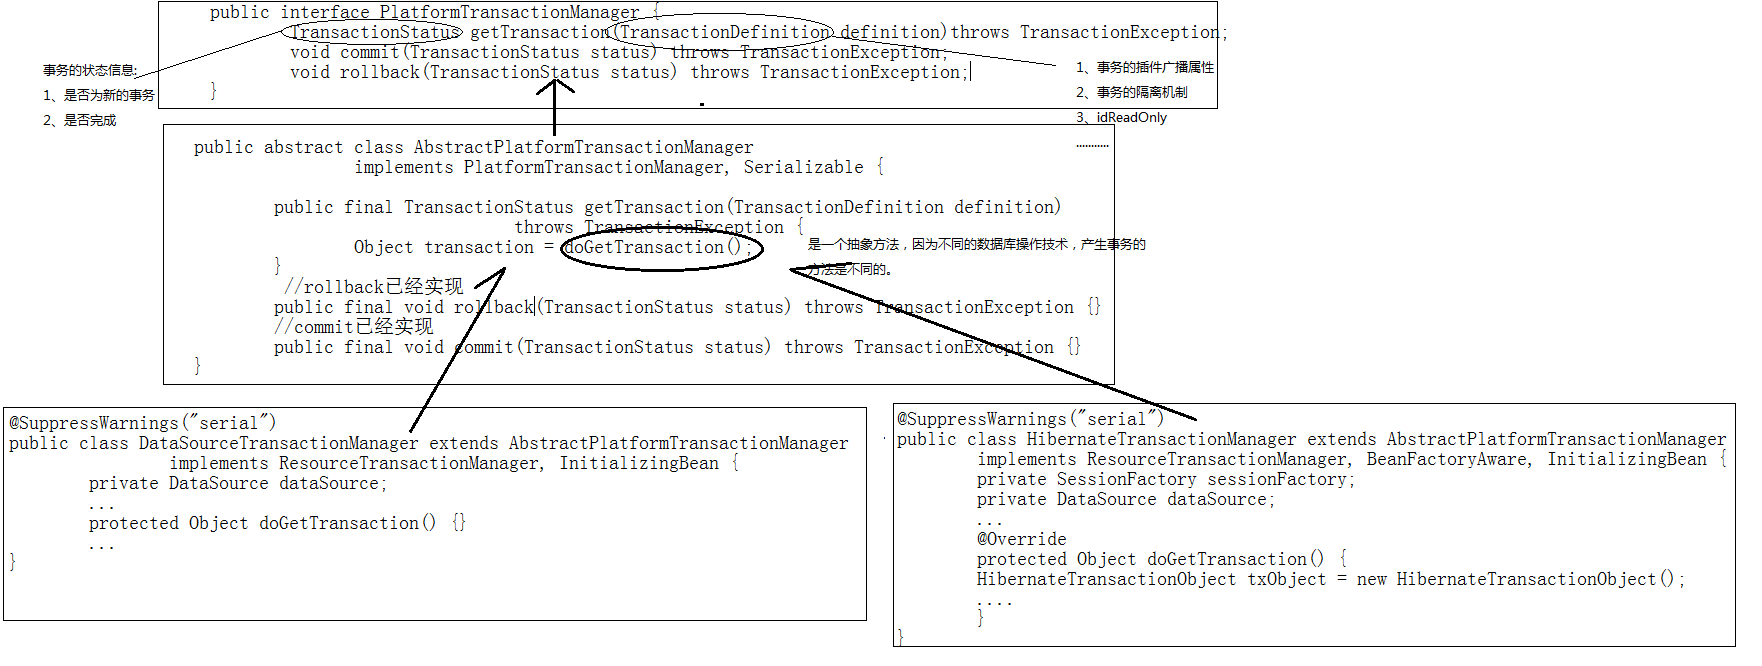 public interface PlatformTransactionManager {
TransactionStatus getTransaction(TransactionDefinition definition)throws TransactionException;
void commit(TransactionStatus status) throws TransactionException;
void rollback(TransactionStatus status) throws TransactionException;
}
事务的状态信息:
1、是否为新的事务
2、是否完成
1、事务的插件广播属性
2、事务的隔离机制
3、idReadOnly
...........
public abstract class AbstractPlatformTransactionManager
implements PlatformTransactionManager, Serializable {
public final TransactionStatus getTransaction(TransactionDefinition definition)
throws TransactionException {
Object transaction = doGetTransaction();
}
是一个抽象方法，因为不同的数据库操作技术，产生事务的
方法是不同的。
//rollback已经实现
public final void rollback(TransactionStatus status) throws TransactionException {}
//commit已经实现
public final void commit(TransactionStatus status) throws TransactionException {}
}
@SuppressWarnings("serial")
public class DataSourceTransactionManager extends AbstractPlatformTransactionManager
implements ResourceTransactionManager, InitializingBean {
private DataSource dataSource;
...
protected Object doGetTransaction() {}
...
}
@SuppressWarnings("serial")
public class HibernateTransactionManager extends AbstractPlatformTransactionManager
implements ResourceTransactionManager, BeanFactoryAware, InitializingBean {
private SessionFactory sessionFactory;
private DataSource dataSource;
...
@Override
protected Object doGetTransaction() {
HibernateTransactionObject txObject = new HibernateTransactionObject();
....
}
}